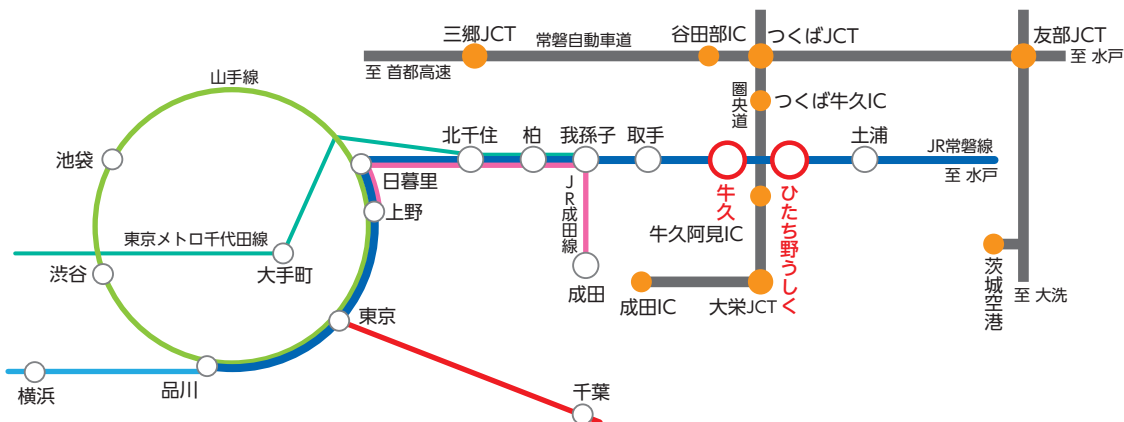 三郷JCT
常磐自動車道
谷田部IC
つくばJCT
友部JCT
至 首都高速
至 水戸
山手線
圏央道
つくば牛久IC
池袋
北千住
柏
我孫子
取手
土浦
JR常磐線
至 水戸
日暮里
上野
JR成田線
牛久
ひたち野うしく
牛久阿見IC
東京メトロ千代田線
大手町
渋谷
成田
成田IC
大栄JCT
茨城空港
至 大洗
東京
品川
横浜
千葉